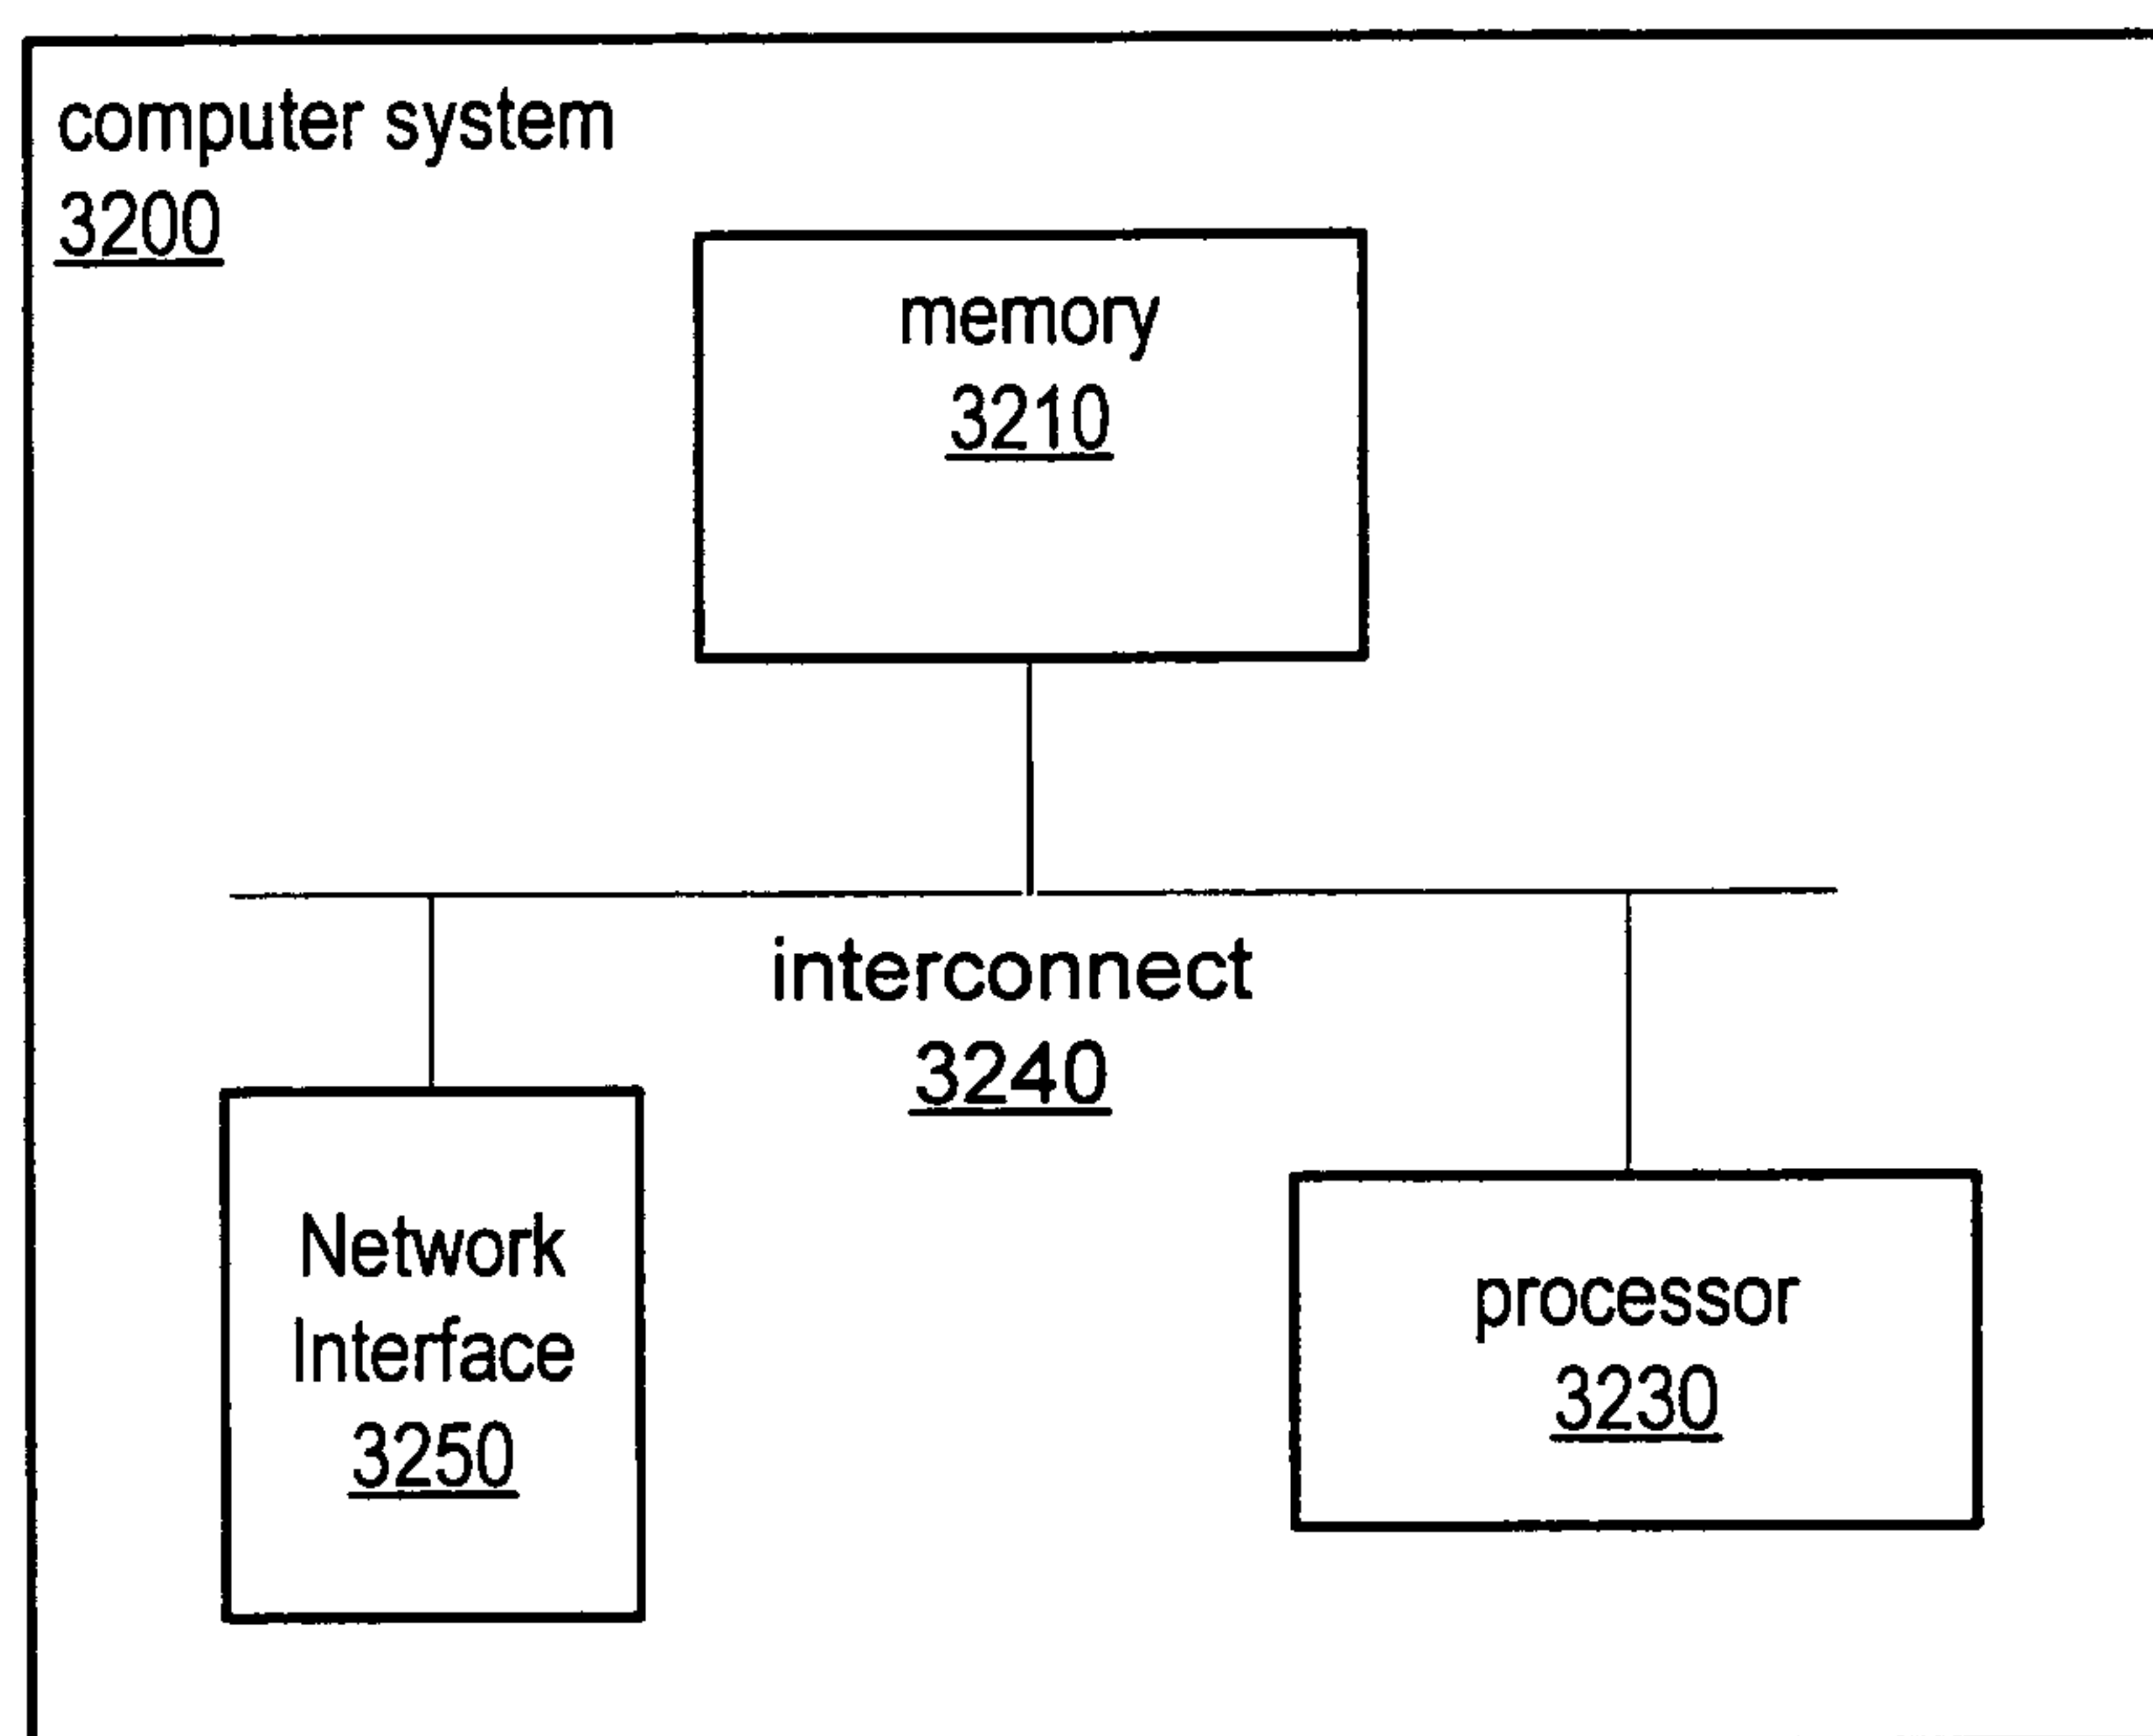 computer system
3200
memory
3210
interconnect
3240
Network
Interface
3250
processor
3230